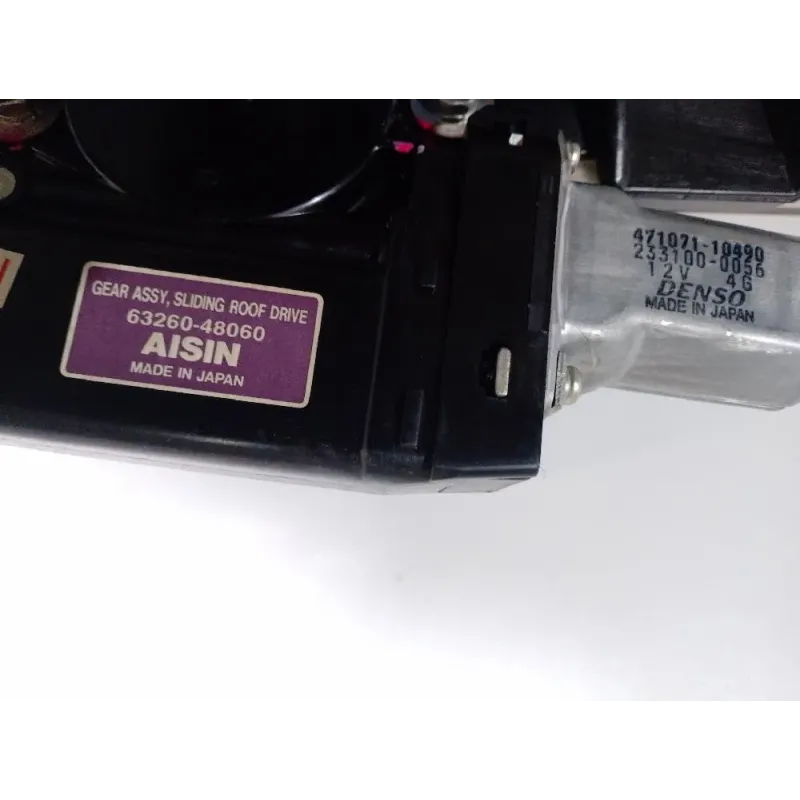 GEAR ASSY, SLIDING ROOF DRIVE
63260-48060
AISIN
MADE IN JAPAN
471071-10490
233100-0056
12V 4G
DENSO
MADE IN JAPAN